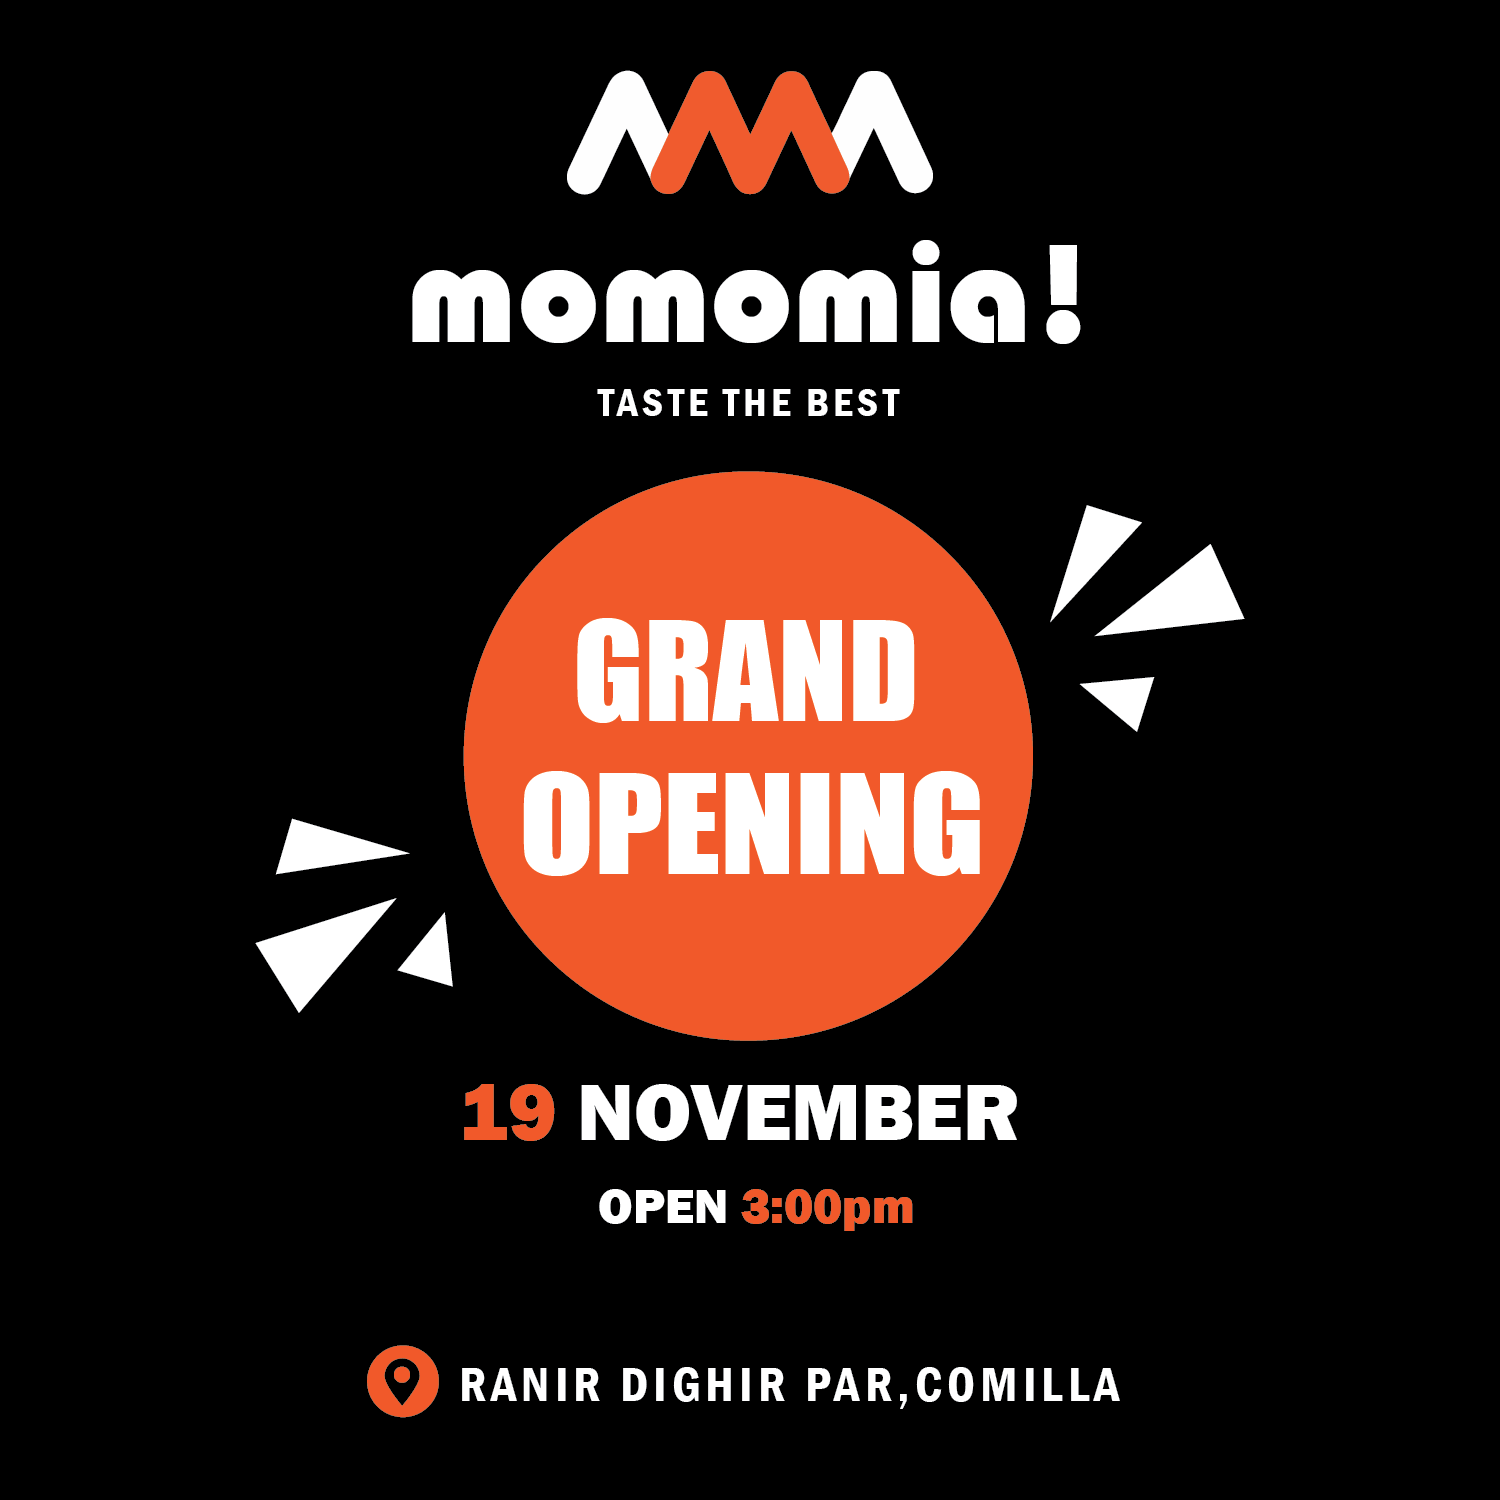 momomia!
TASTE THE BEST
GRAND
OPENING
19 NOVEMBER
OPEN 3:00pm
RANIR DIGHIR PAR,COMILLA